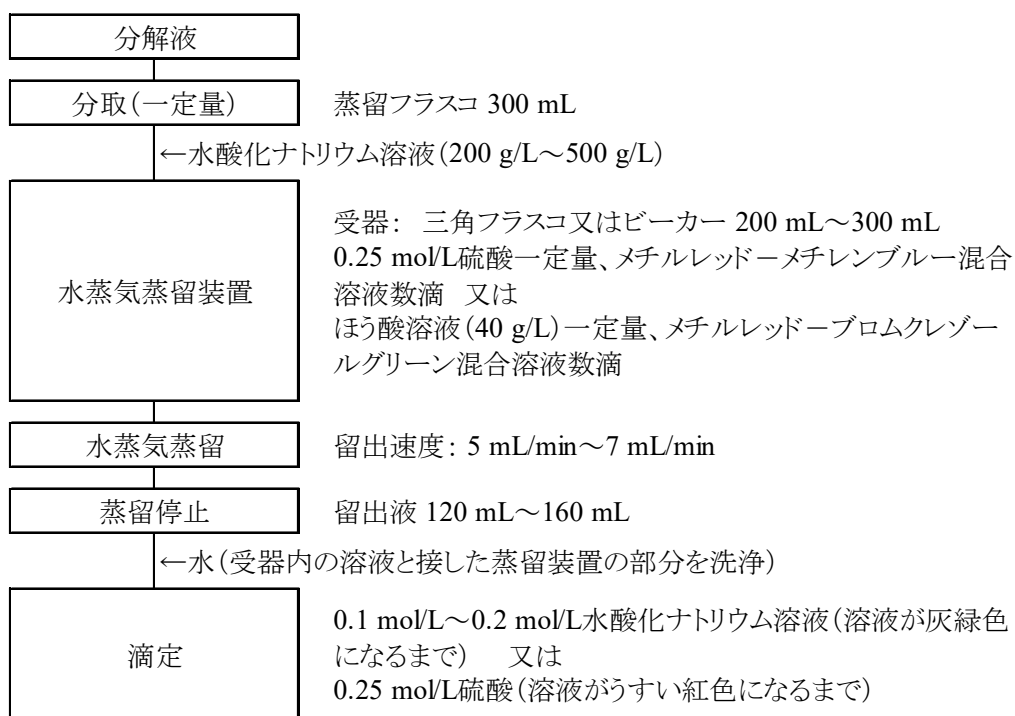 分解液
分取(一定量)
蒸留フラスコ 300 mL
←水酸化ナトリウム溶液(200 g/L～500 g/L)
水蒸気蒸留装置
受器: 三角フラスコ又はビーカー 200 mL～300 mL
0.25 mol/L硫酸一定量、メチルレッド－メチレンブルー混合
溶液数滴 又は
ほう酸溶液(40 g/L)一定量、メチルレッド－ブロムクレゾー
ルグリーン混合溶液数滴
水蒸気蒸留
留出速度: 5 mL/min～7 mL/min
蒸留停止
留出液 120 mL～160 mL
←水(受器内の溶液と接した蒸留装置の部分を洗浄)
滴定
0.1 mol/L～0.2 mol/L水酸化ナトリウム溶液(溶液が灰緑色
になるまで) 又は
0.25 mol/L硫酸(溶液がうすい紅色になるまで)